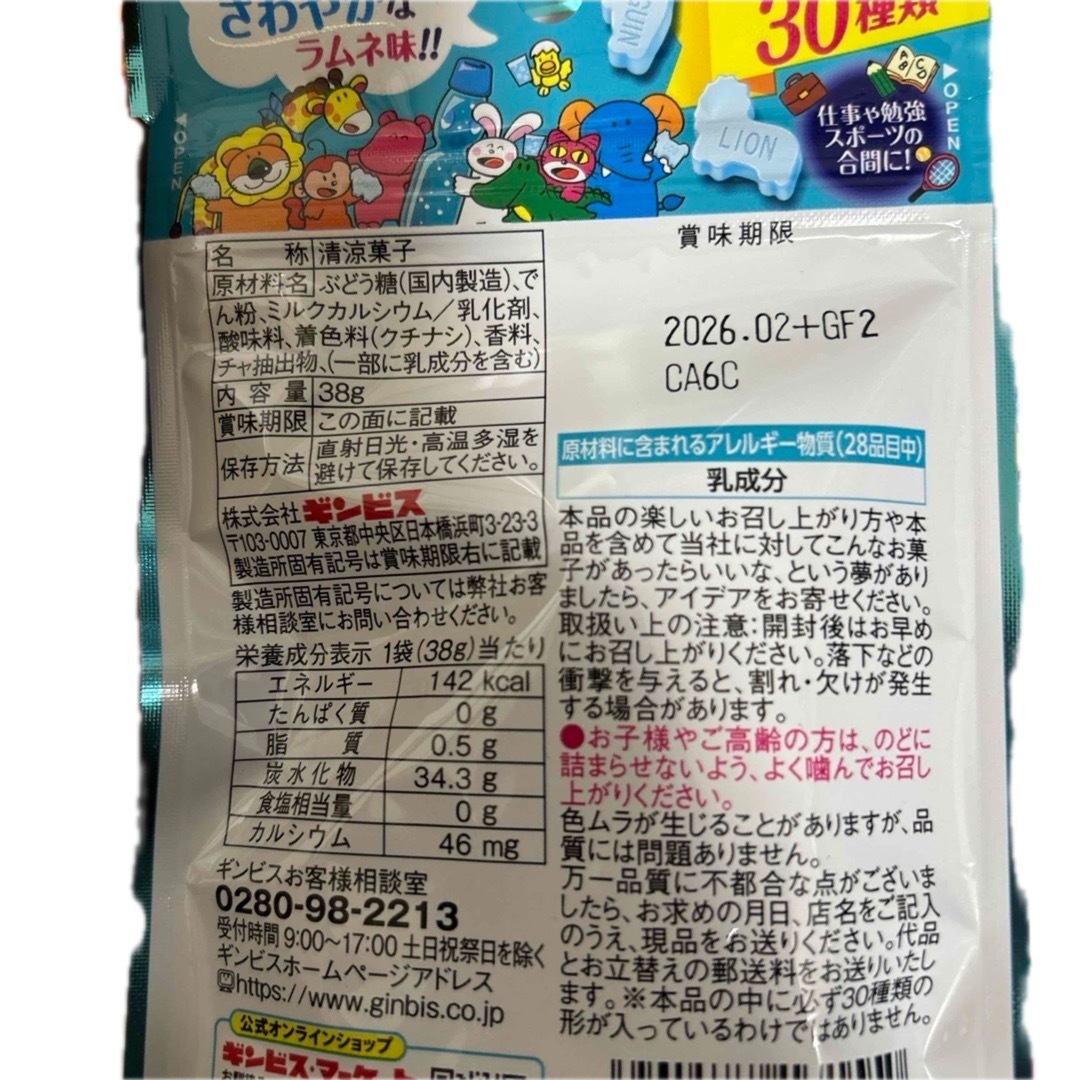 さわやかな
ラムネ味!!
GUN
30種類
LION
仕事や勉強
スポーツの
合間に!
◀OPEN
▶OPEN
名称 清涼菓子
原材料名 ぶどう糖(国内製造)、で
ん粉、ミルクカルシウム/乳化剤、
酸味料、着色料(クチナシ)、香料、
チャ抽出物、(一部に乳成分を含む)
内容量 38g
賞味期限 この面に記載
保存方法 直射日光・高温多湿を
避けて保存してください。
株式会社ギンビス
〒103-0007 東京都中央区日本橋浜町3-23-3
製造所固有記号は賞味期限右に記載
製造所固有記号については弊社お客
様相談室にお問い合わせください。
栄養成分表示 1袋(38g)当たり
エネルギー 142 kcal
たんぱく質 0 g
脂質 0.5 g
炭水化物 34.3 g
食塩相当量 0 g
カルシウム 46 mg
ギンビスお客様相談室
0280-98-2213
受付時間 9:00~17:00 土日祝祭日を除く
ギンビスホームページアドレス
https://www.ginbis.co.jp
公式オンラインショップ
ギンビス・マーケット
賞味期限
2026.02+GF2
CA6C
原材料に含まれるアレルギー物質(28品目中)
乳成分
本品の楽しいお召し上がり方や本
品を含めて当社に対してこんなお菓
子があったらいいな、という夢があり
ましたら、アイデアをお寄せください。
取扱い上の注意:開封後はお早め
にお召し上がりください。落下などの
衝撃を与えると、割れ・欠けが発生
する場合があります。
●お子様やご高齢の方は、のどに
詰まらせないよう、よく噛んでお召し
上がりください。
色ムラが生じることがありますが、品
質には問題ありません。
万一品質に不都合な点がございま
したら、お求めの月日、店名をご記入
のうえ、現品をお送りください。代品
とお立替えの郵送料をお送りいたし
ます。※本品の中に必ず30種類の
形が入っているわけではありません。